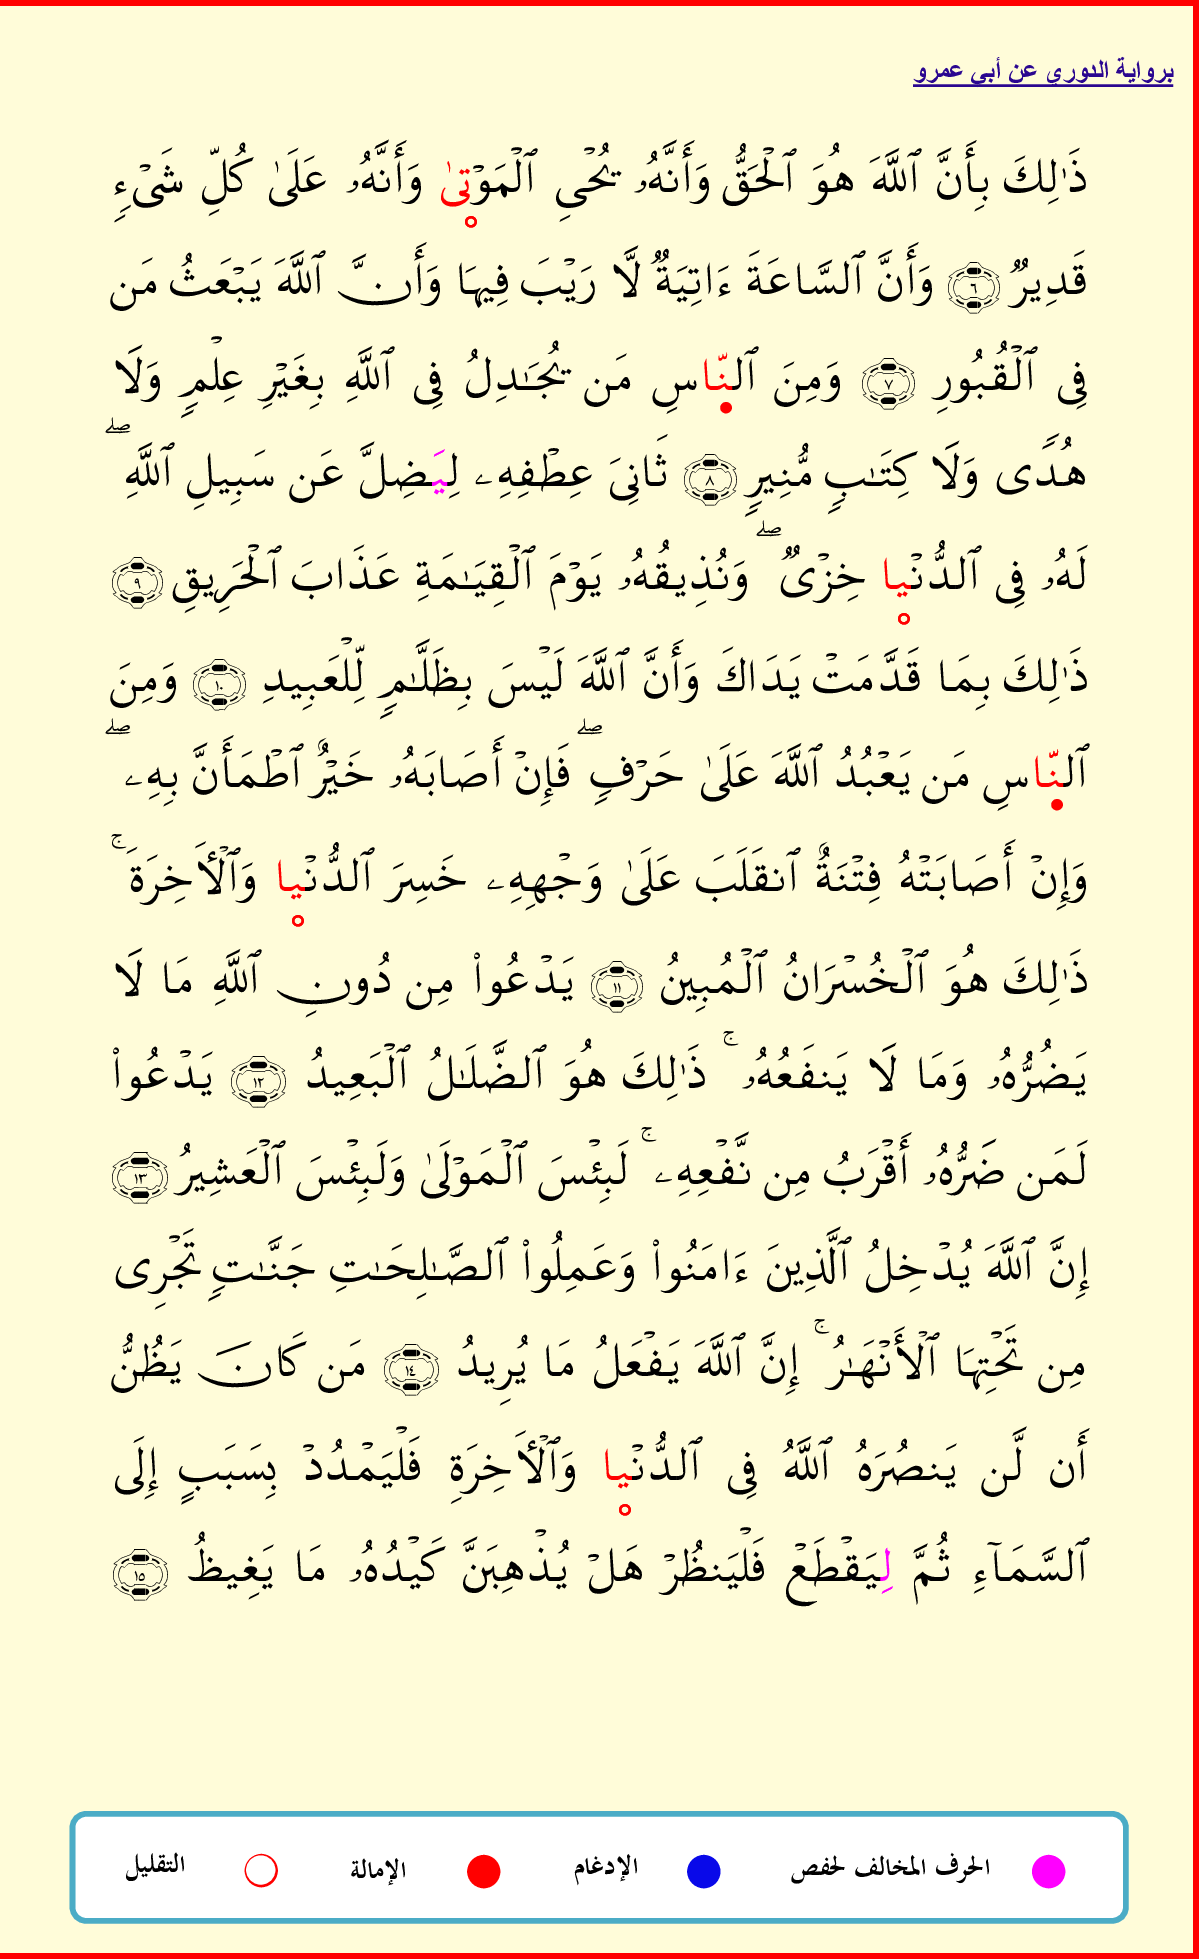 برواية الدوري عن أبي عمرو
ذَٰلِكَ بِأَنَّ ٱللَّهَ هُوَ ٱلْحَقُّ وَأَنَّهُۥ يُحْيِ ٱلْمَوْتىٰ وَأَنَّهُۥ عَلَىٰ كُلِّ شَىْءٍ
قَدِيرٌ ٦ وَأَنَّ ٱلسَّاعَةَ ءَاتِيَةٌ لَّا رَيْبَ فِيهَا وَأَنَّ ٱللَّهَ يَبْعَثُ مَن
فِى ٱلْقُبُورِ ٧ وَمِنَ ٱلنّاسِ مَن يُجَـٰدِلُ فِى ٱللَّهِ بِغَيْرِ عِلْمٍ وَلَا
هُدًى وَلَا كِتَـٰبٍ مُّنِيرٍ ٨ ثَانِىَ عِطْفِهِۦ لِيَضِلَّ عَن سَبِيلِ ٱللَّهِ ۖ
لَهُۥ فِى ٱلدُّنْيا خِزْىٌ ۖ وَنُذِيقُهُۥ يَوْمَ ٱلْقِيَـٰمَةِ عَذَابَ ٱلْحَرِيقِ ٩
ذَٰلِكَ بِمَا قَدَّمَتْ يَدَاكَ وَأَنَّ ٱللَّهَ لَيْسَ بِظَلَّـٰمٍ لِّلْعَبِيدِ ١٠ وَمِنَ
ٱلنّاسِ مَن يَعْبُدُ ٱللَّهَ عَلَىٰ حَرْفٍ ۖ فَإِنْ أَصَابَهُۥ خَيْرٌ ٱطْمَأَنَّ بِهِۦ ۖ
وَإِنْ أَصَابَتْهُ فِتْنَةٌ ٱنقَلَبَ عَلَىٰ وَجْهِهِۦ خَسِرَ ٱلدُّنْيا وَٱلْأَخِرَةَ ۚ
ذَٰلِكَ هُوَ ٱلْخُسْرَانُ ٱلْمُبِينُ ١١ يَدْعُوا۟ مِن دُونِ ٱللَّهِ مَا لَا
يَضُرُّهُۥ وَمَا لَا يَنفَعُهُۥ ۚ ذَٰلِكَ هُوَ ٱلضَّلَـٰلُ ٱلْبَعِيدُ ١٢ يَدْعُوا۟
لَمَن ضَرُّهُۥ أَقْرَبُ مِن نَّفْعِهِۦ ۚ لَبِئْسَ ٱلْمَوْلَىٰ وَلَبِئْسَ ٱلْعَشِيرُ ١٣
إِنَّ ٱللَّهَ يُدْخِلُ ٱلَّذِينَ ءَامَنُوا۟ وَعَمِلُوا۟ ٱلصَّـٰلِحَـٰتِ جَنَّـٰتٍ تَجْرِى
مِن تَحْتِهَا ٱلْأَنْهَـٰرُ ۚ إِنَّ ٱللَّهَ يَفْعَلُ مَا يُرِيدُ ١٤ مَن كَانَ يَظُنُّ
أَن لَّن يَنصُرَهُ ٱللَّهُ فِى ٱلدُّنْيا وَٱلْأَخِرَةِ فَلْيَمْدُدْ بِسَبَبٍ إِلَى
ٱلسَّمَآءِ ثُمَّ لِيَقْطَعْ فَلْيَنظُرْ هَلْ يُذْهِبَنَّ كَيْدُهُۥ مَا يَغِيظُ ١٥
الحرف المخالف لحفص الإدغام الإمالة التقليل